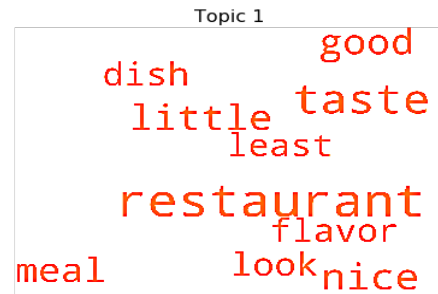 Topic 1
good
dish
taste
little
least
restaurant
flavor
look
meal
nice